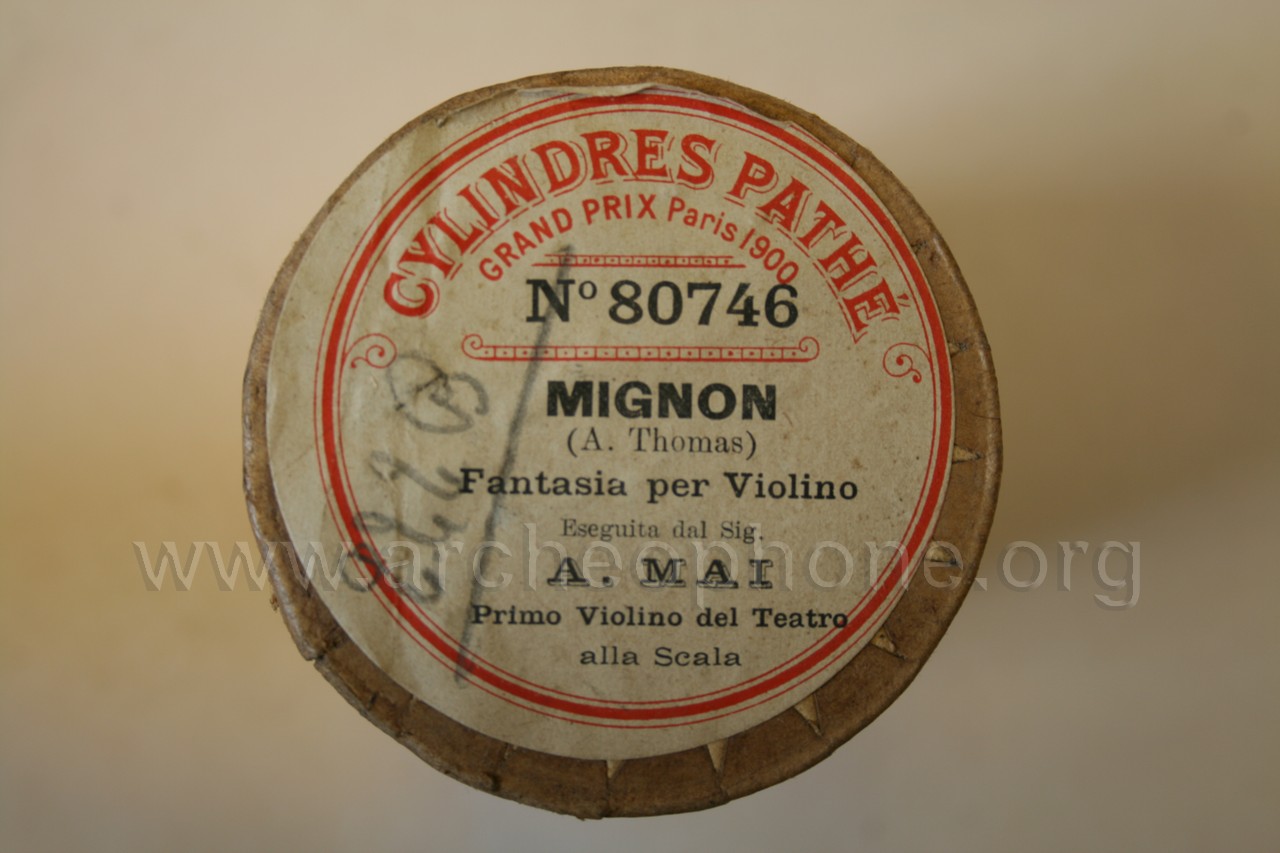 CYLINDRES PATHÉ
GRAND PRIX Paris 1900
Nº 80746
MIGNON
(A. Thomas)
Fantasia per Violino
Eseguita dal Sig.
A. MAI
Primo Violino del Teatro
alla Scala
www.archeophone.org